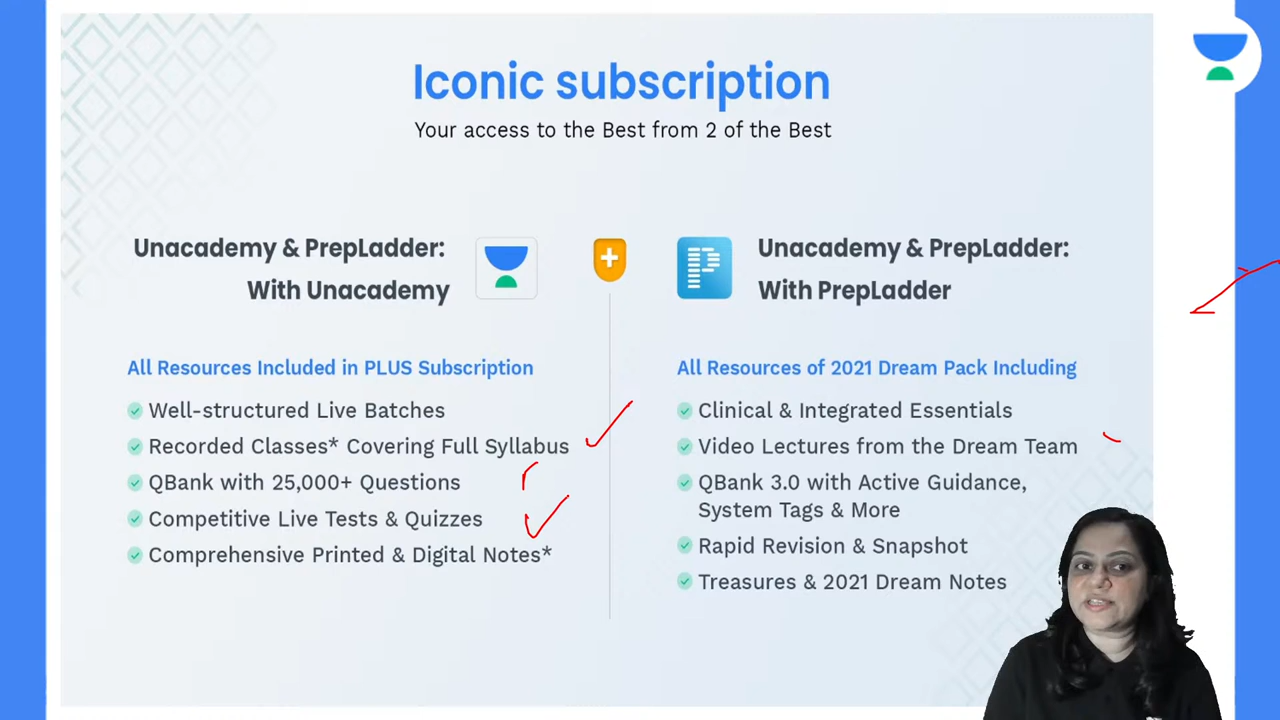 Iconic subscription
Your access to the Best from 2 of the Best
Unacademy & PrepLadder:
With Unacademy
All Resources Included in PLUS Subscription
Well-structured Live Batches
Recorded Classes* Covering Full Syllabus
QBank with 25,000+ Questions
Competitive Live Tests & Quizzes
Comprehensive Printed & Digital Notes*
Unacademy & PrepLadder:
With PrepLadder
All Resources of 2021 Dream Pack Including
Clinical & Integrated Essentials
Video Lectures from the Dream Team
QBank 3.0 with Active Guidance,
System Tags & More
Rapid Revision & Snapshot
Treasures & 2021 Dream Notes